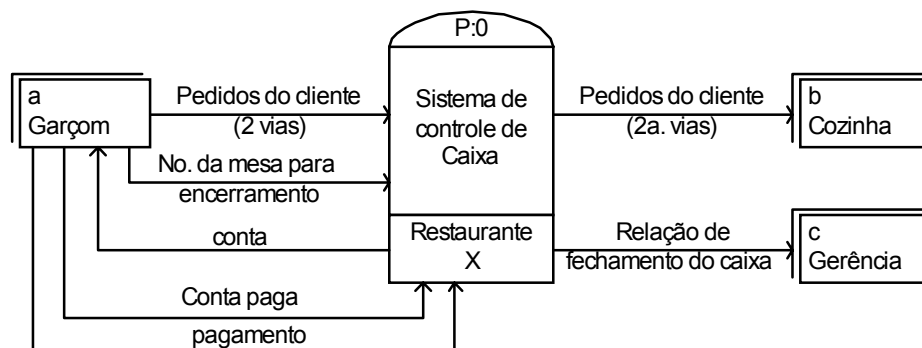 P:0
Sistema de
controle de
Caixa
Restaurante
X
a
Garçom
Pedidos do cliente
(2 vias)
No. da mesa para
encerramento
conta
Conta paga
pagamento
Pedidos do cliente
(2a. vias)
b
Cozinha
Relação de
fechamento do caixa
c
Gerência